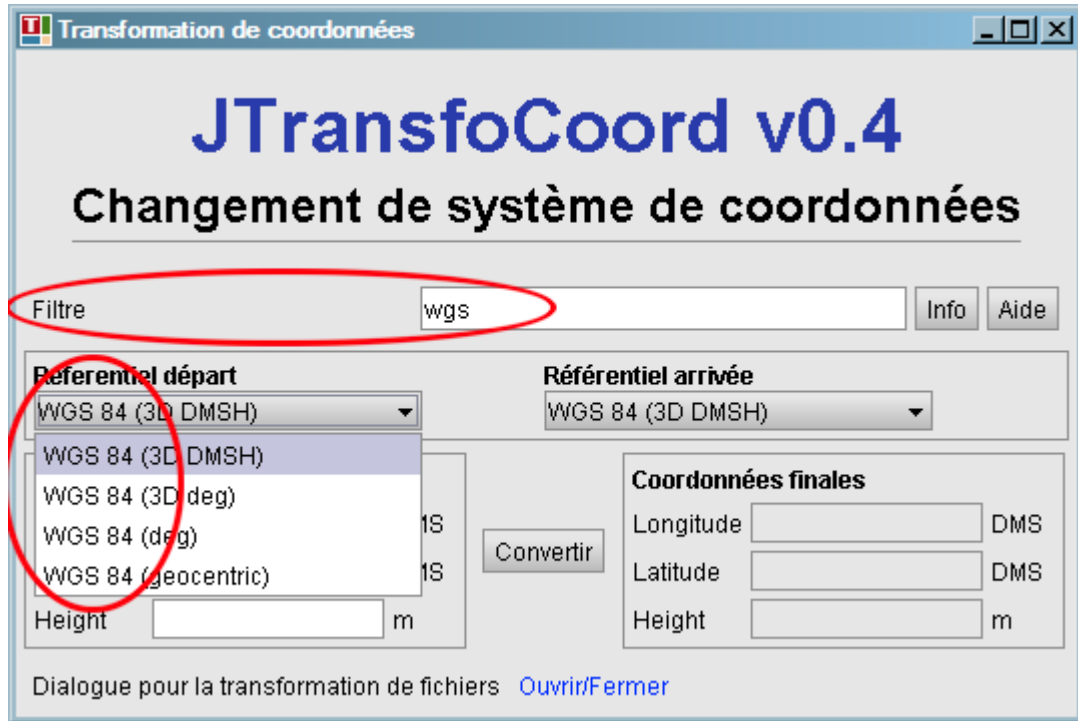 Transformation de coordonnées
JTransfoCoord v0.4
Changement de système de coordonnées
Filtre wgs Info Aide
Réferentiel départ Référentiel arrivée
WGS 84 (3D DMSH) WGS 84 (3D DMSH)
WGS 84 (3D DMSH)
WGS 84 (3D deg)
WGS 84 (deg)
WGS 84 (geocentric)
Coordonnées finales
Longitude DMS
Convertir
Latitude DMS
Height m Height m
Dialogue pour la transformation de fichiers Ouvrir/Fermer